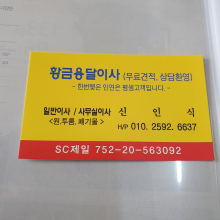 황금용달이사 (무료견적, 상담환영)
- 한번맺은 인연은 평생고객입니다. -
일반이사 / 사무실이사 신 인 식
<원,투룸, 폐기물> H/P 010. 2592. 6637
SC제일 752-20-563092